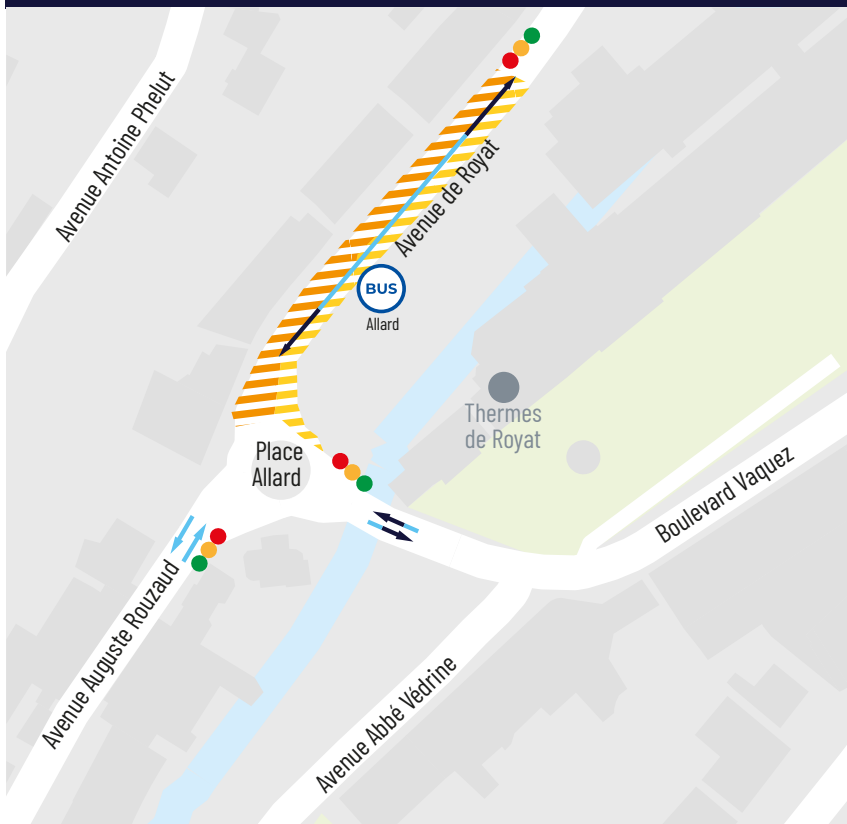 Avenue Antoine Phelut
Avenue de Royat
BUS
Allard
Thermes
de Royat
Place
Allard
Boulevard Vaquez
Avenue Auguste Rouzaud
Avenue Abbé Védrine